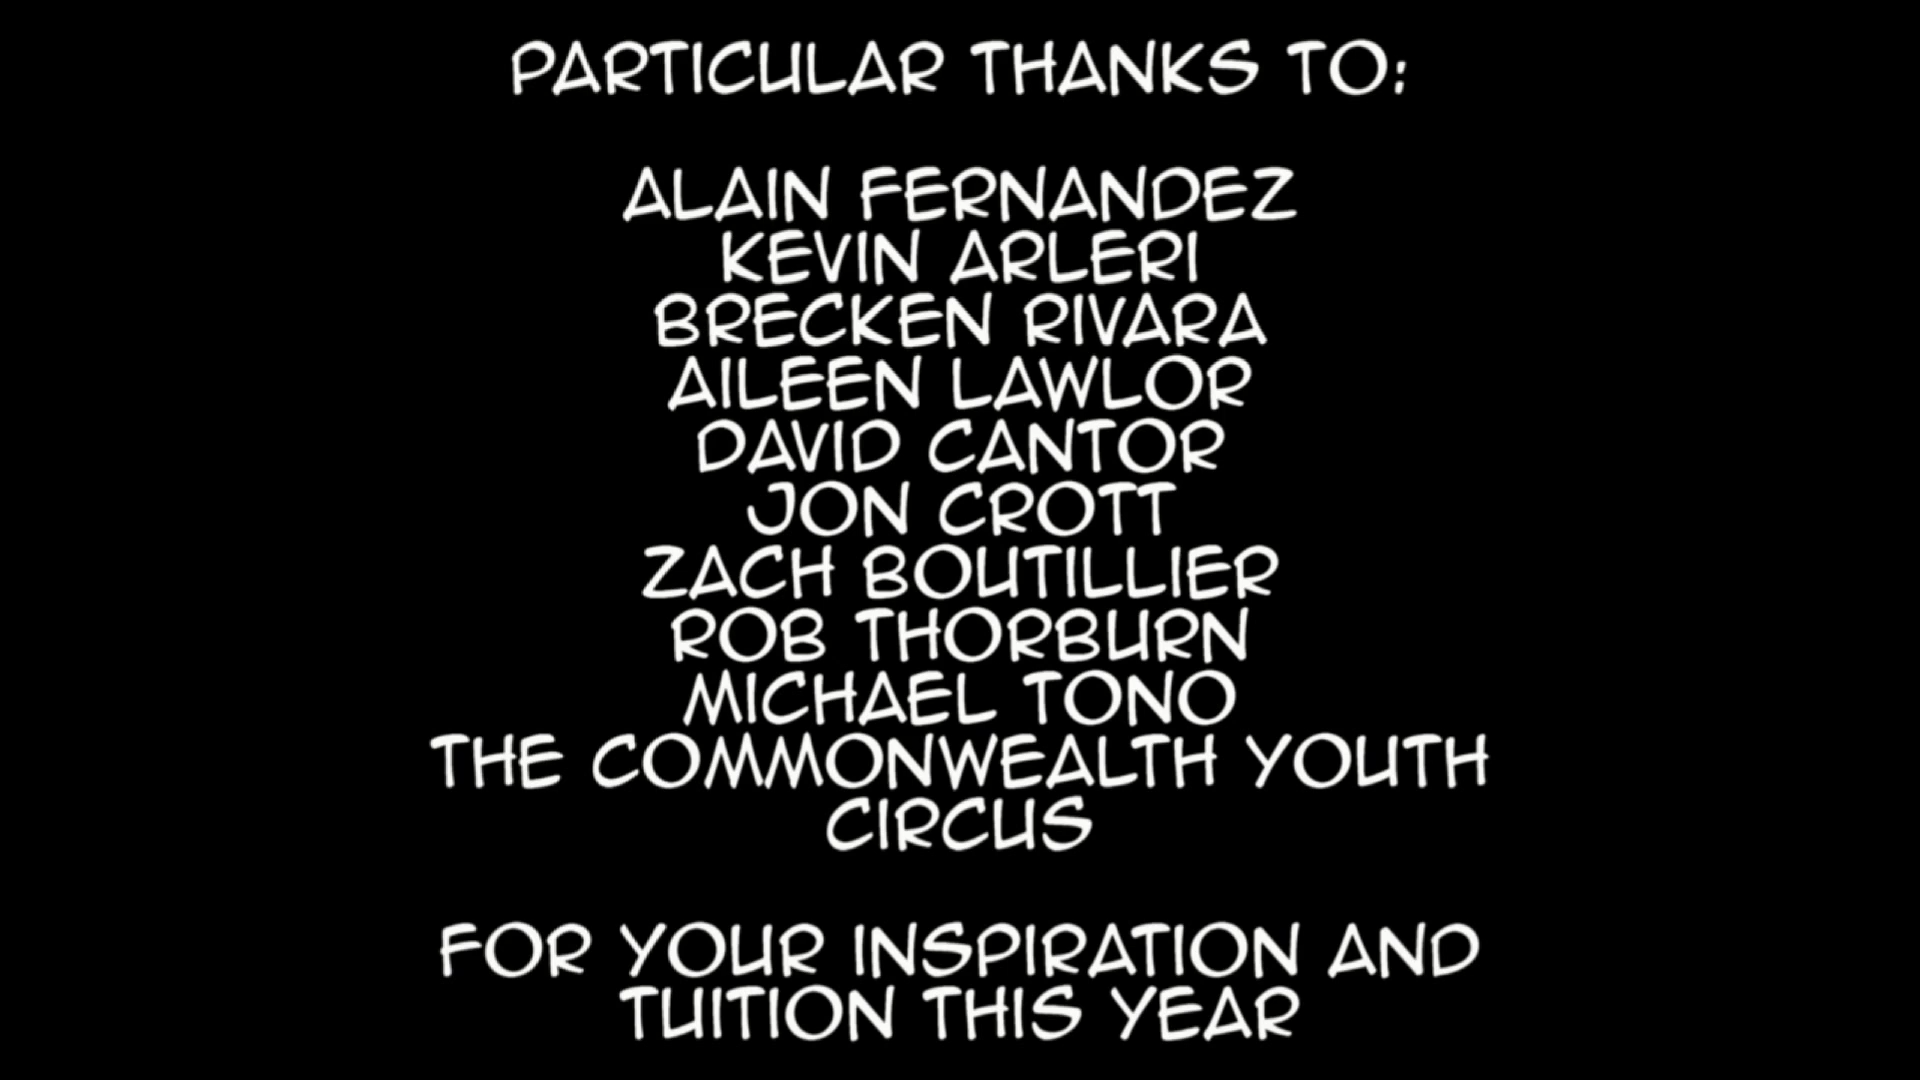 PARTICULAR THANKS TO:
ALAIN FERNANDEZ
KEVIN ARLERI
BRECKEN RIVARA
AILEEN LAWLOR
DAVID CANTOR
JON CROTT
ZACH BOUTILLIER
ROB THORBURN
MICHAEL TONO
THE COMMONWEALTH YOUTH
CIRCUS
FOR YOUR INSPIRATION AND
TUITION THIS YEAR